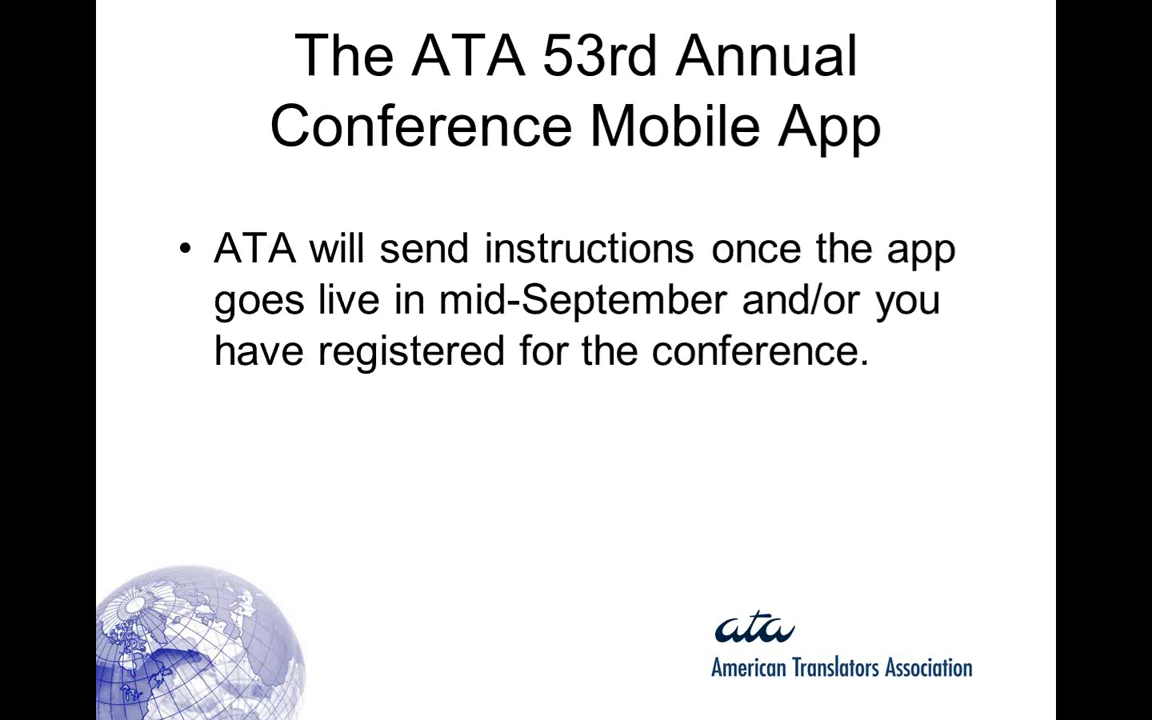 The ATA 53rd Annual
Conference Mobile App
• ATA will send instructions once the app
goes live in mid-September and/or you
have registered for the conference.
ata
American Translators Association